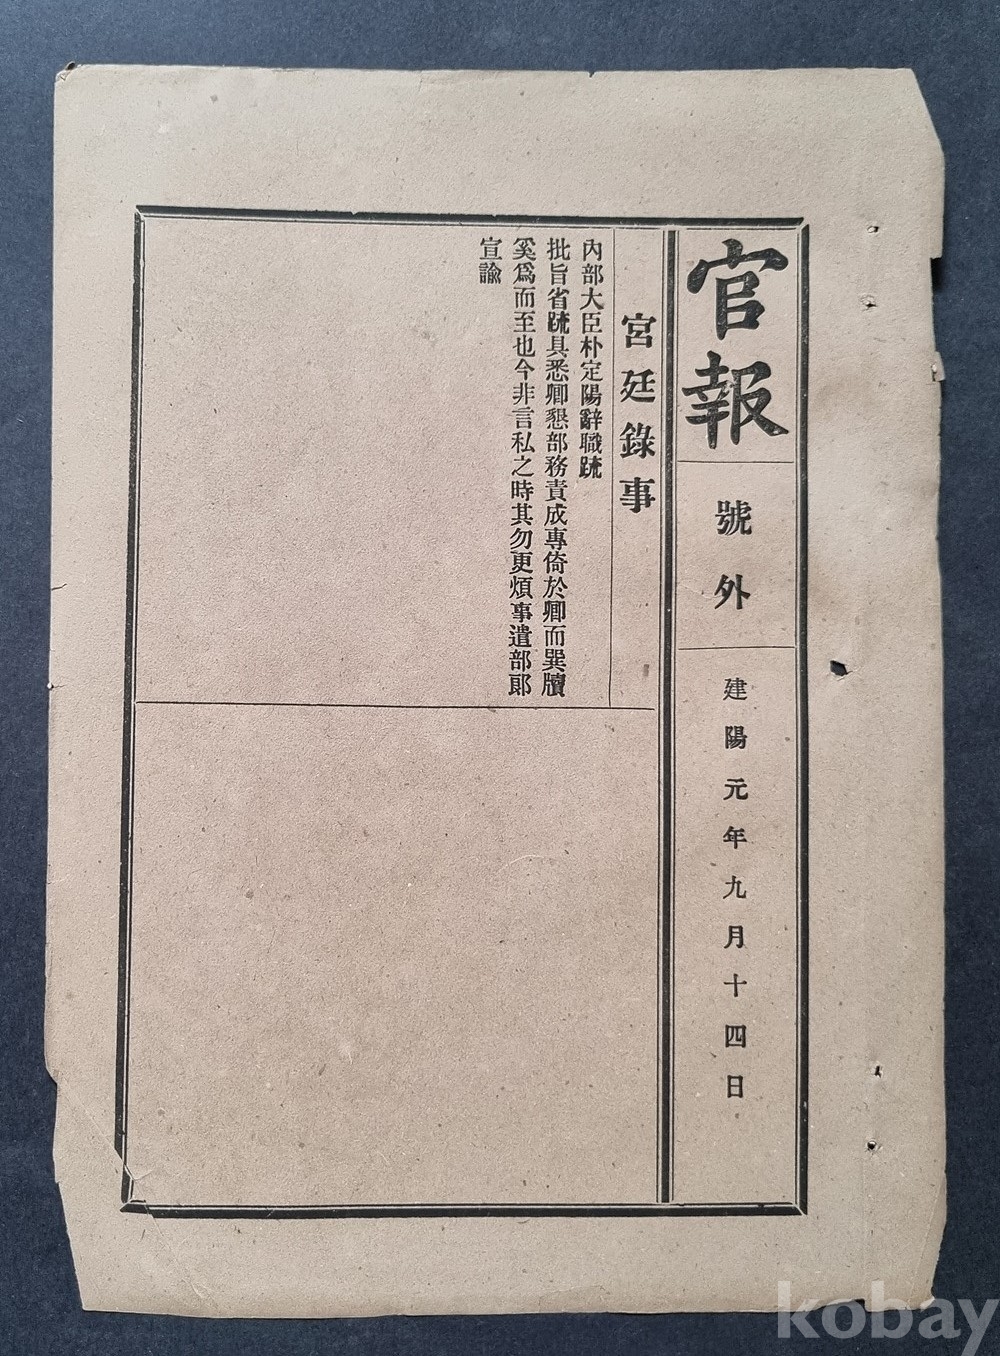 官報
號外
建陽元年九月十四日
宮廷錄事
內部大臣朴定陽辭職疏
批旨省疏具悉卿懇部務責成專倚於卿而巽牘
奚爲而至也今非言私之時其勿更煩事遣部郞
宣諭
kobay